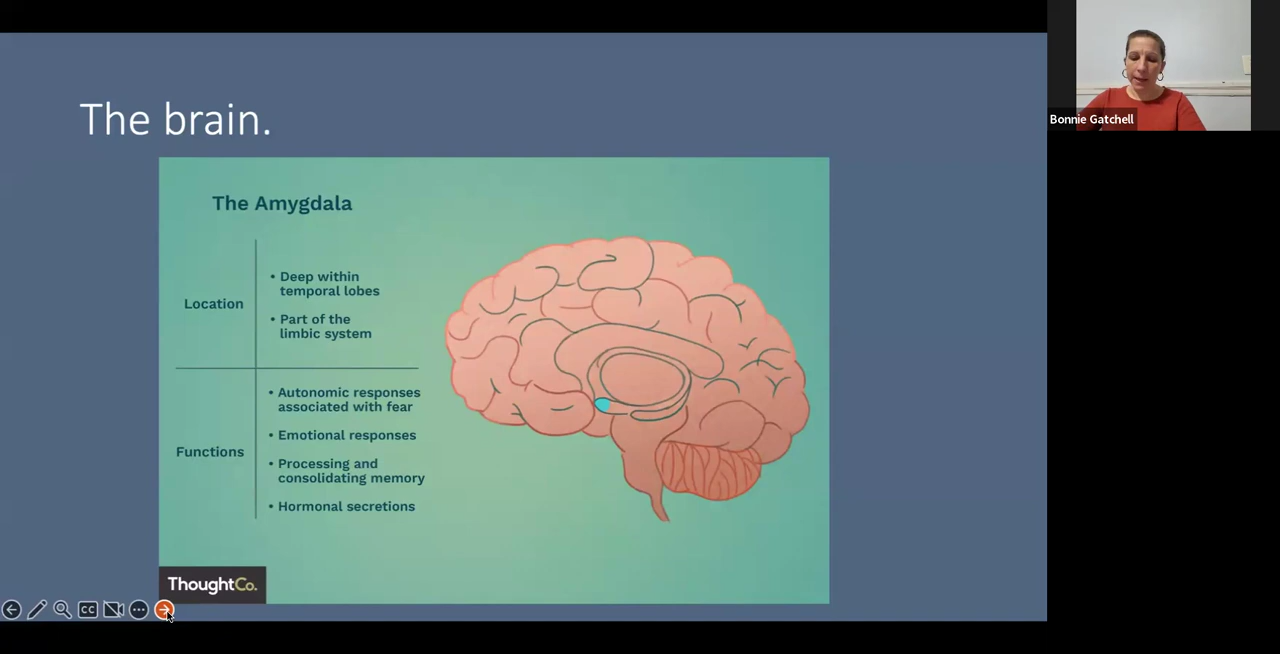 The brain.
The Amygdala
Location
• Deep within
temporal lobes
• Part of the
limbic system
Functions
• Autonomic responses
associated with fear
• Emotional responses
• Processing and
consolidating memory
• Hormonal secretions
ThoughtCo.
CC
Bonnie Gatchell